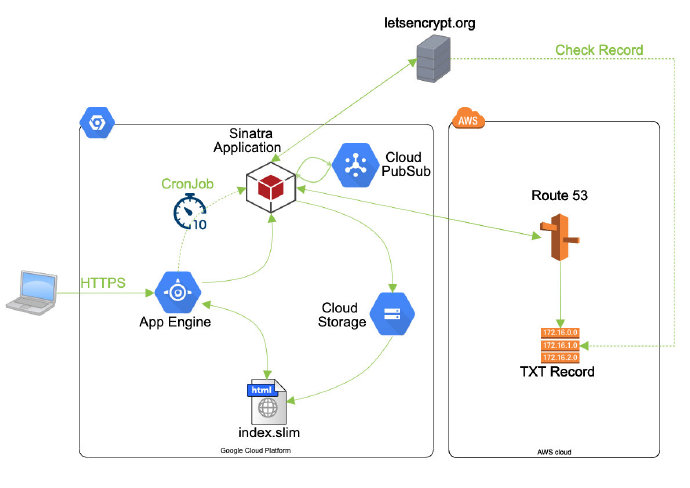 letsencrypt.org
Check Record
AWS
Sinatra
Application
Cloud
PubSub
CronJob
10
Route 53
HTTPS
App Engine
Cloud
Storage
172.16.0.0
172.16.1.0
172.16.2.0
TXT Record
html
index.slim
Google Cloud Platform
AWS cloud